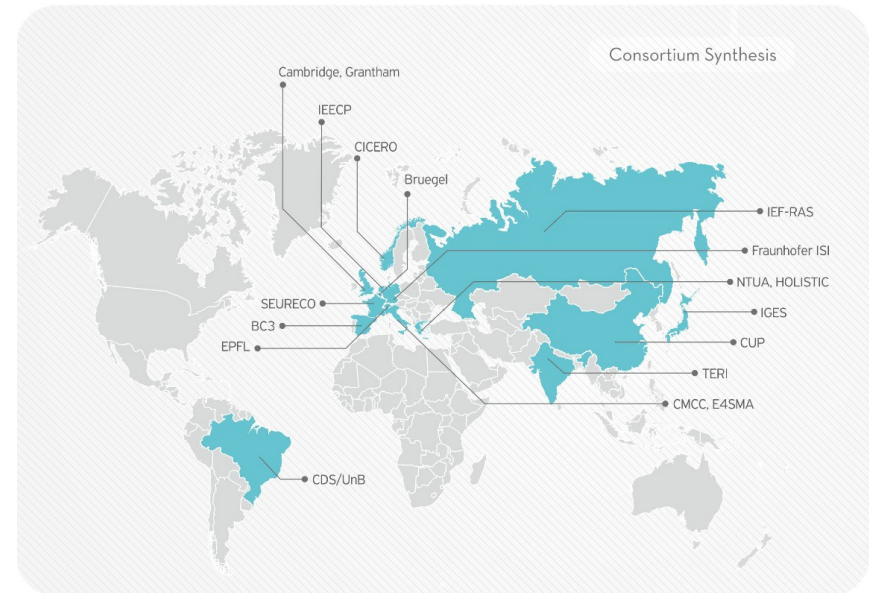 Consortium Synthesis
Cambridge, Grantham
IEECP
CICERO
Bruegel
IEF-RAS
Fraunhofer ISI
NTUA, HOLISTIC
SEURECO
IGES
BC3
CUP
EPFL
TERI
CMCC, E4SMA
CDS/UnB